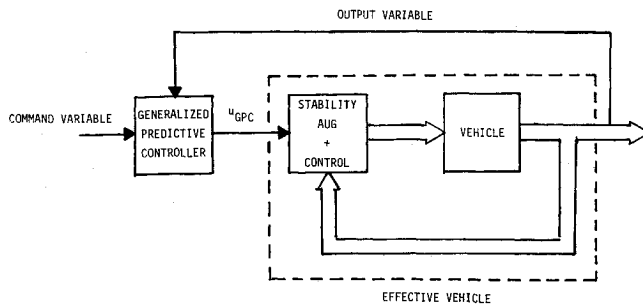 OUTPUT VARIABLE
COMMAND VARIABLE
GENERALIZED
PREDICTIVE
CONTROLLER
uGPC
STABILITY
AUG
+
CONTROL
VEHICLE
EFFECTIVE VEHICLE